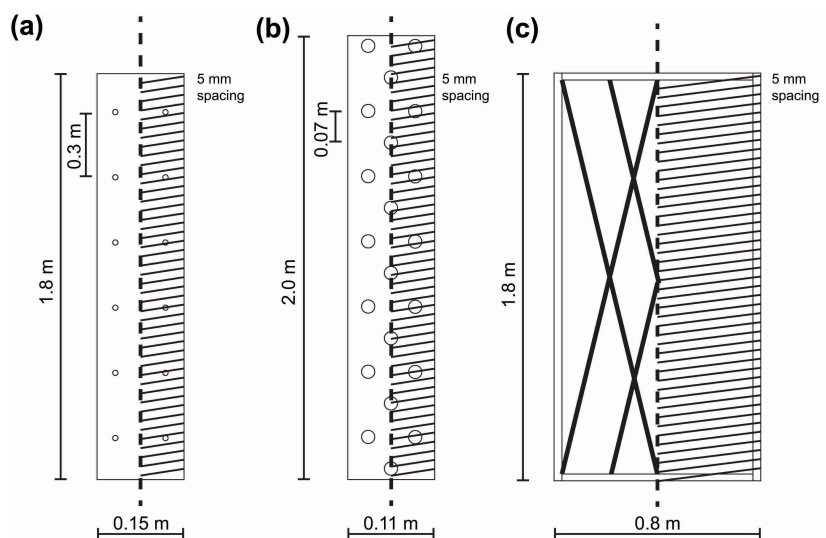 (a)
5 mm
spacing
0.3 m
1.8 m
0.15 m
(b)
5 mm
spacing
0.07 m
2.0 m
0.11 m
(c)
5 mm
spacing
1.8 m
0.8 m